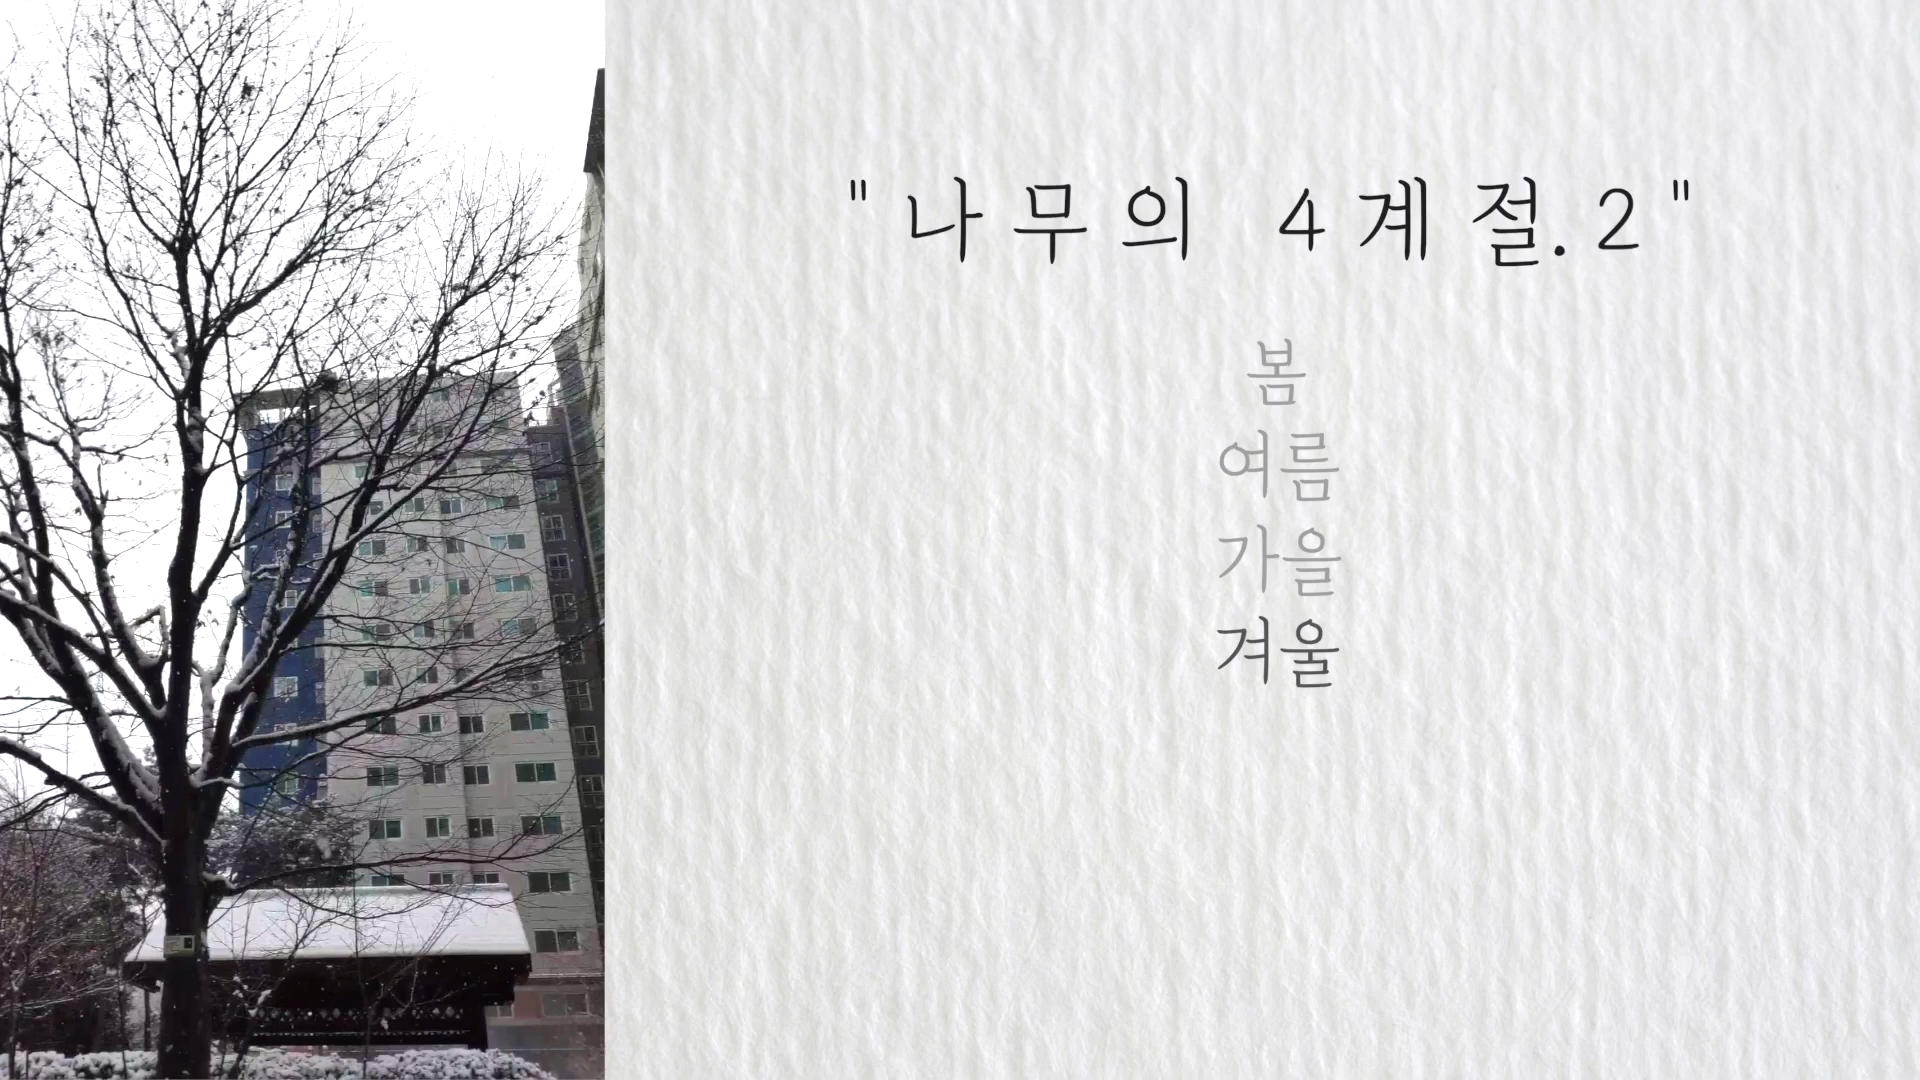 "나무의 4계절.2"
봄
여름
가을
겨울